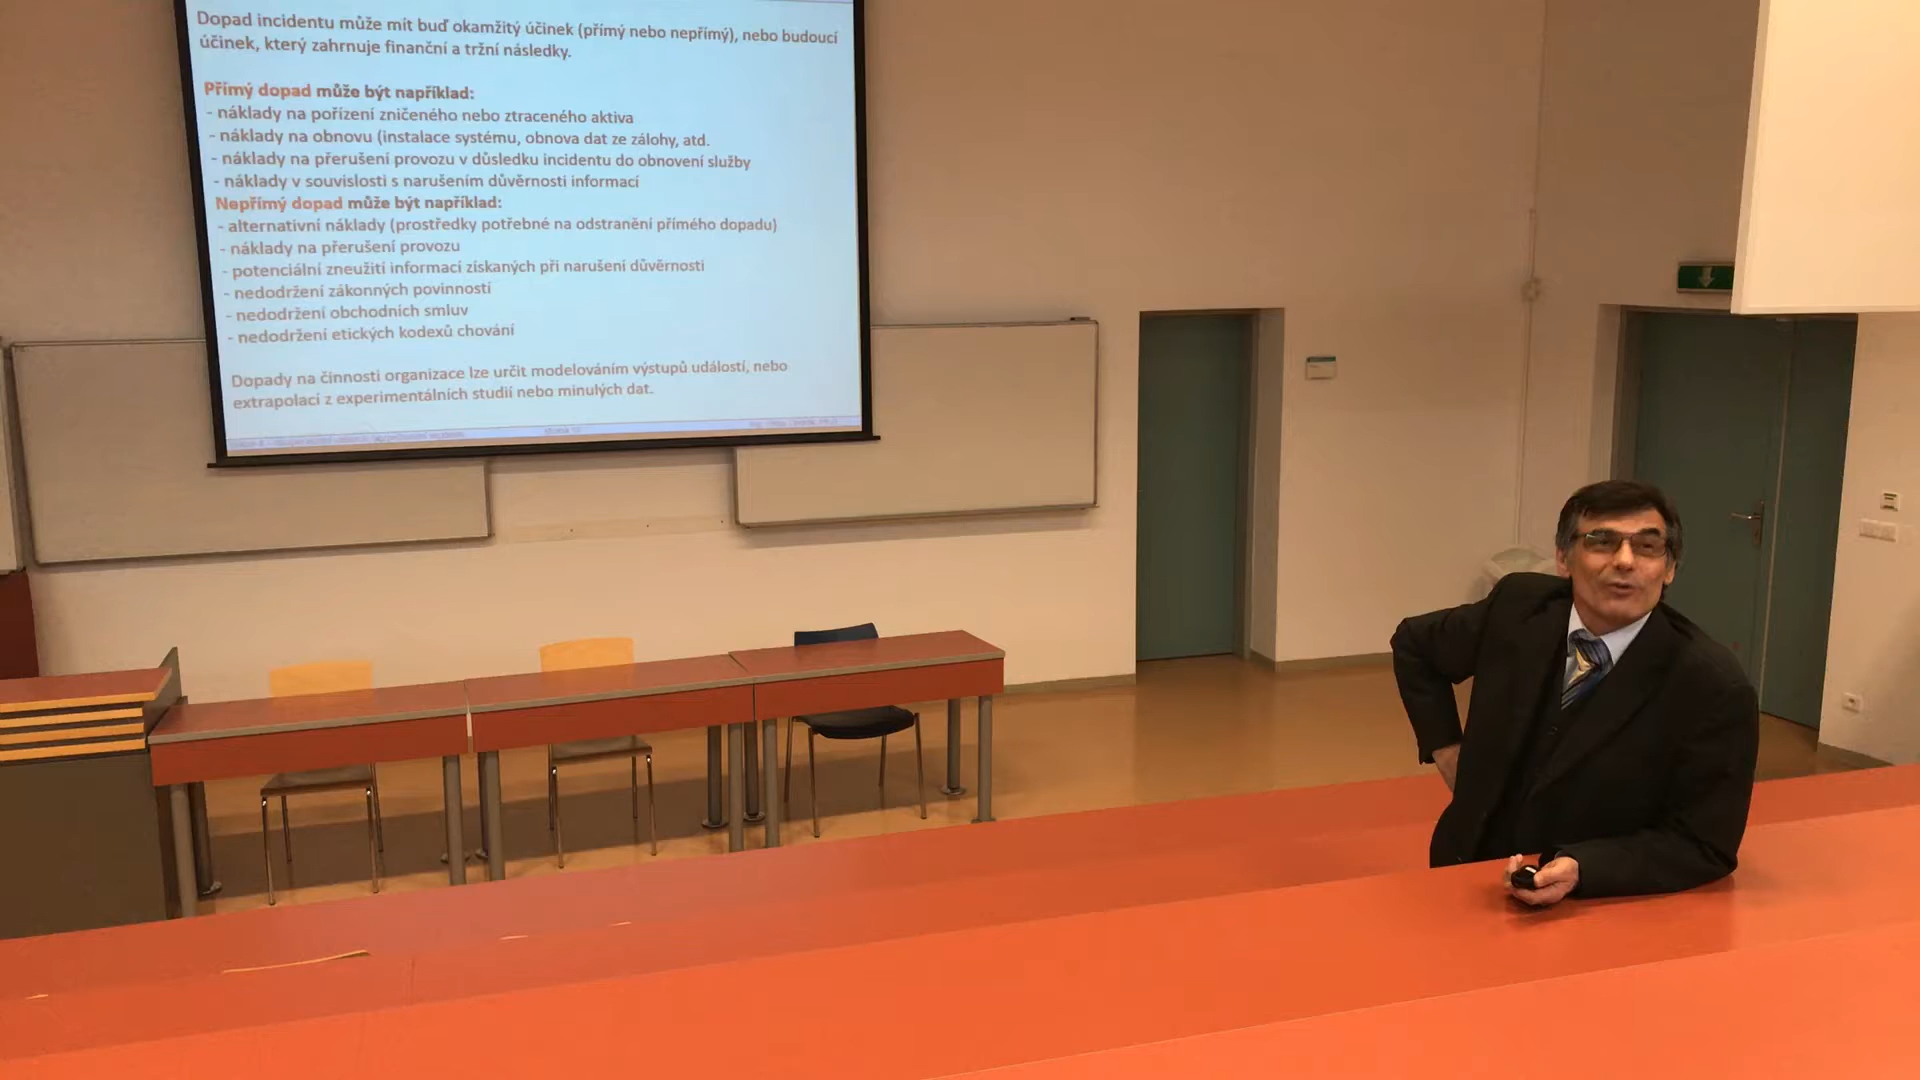 Dopad incidentu může mít buď okamžitý účinek (přímý nebo nepřímý), nebo budoucí
účinek, který zahrnuje finanční a tržní následky.
Přímý dopad může být například:
- náklady na pořízení zničeného nebo ztraceného aktiva
- náklady na obnovu (instalace systému, obnova dat ze zálohy, atd.
- náklady na přerušení provozu v důsledku incidentu do obnovení služby
- náklady v souvislosti s narušením důvěrnosti informací
Nepřímý dopad může být například:
- alternativní náklady (prostředky potřebné na odstranění přímého dopadu)
- náklady na přerušení provozu
- potenciální zneužití informací získaných při narušení důvěrnosti
- nedodržení zákonných povinností
- nedodržení obchodních smluv
- nedodržení etických kodexů chování
Dopady na činnosti organizace lze určit modelováním výstupů událostí, nebo
extrapolací z experimentálních studií nebo minulých dat.